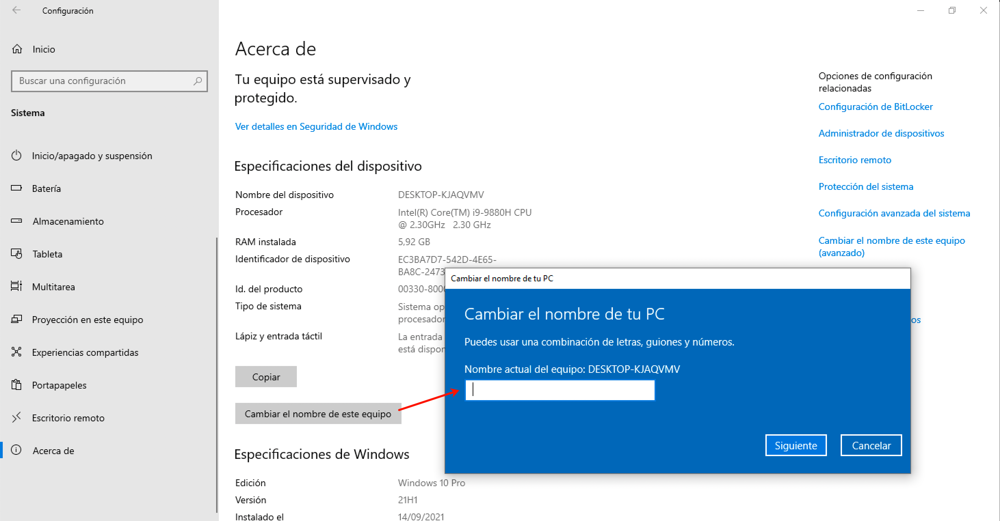 Configuración
Inicio
Buscar una configuración
Sistema
Inicio/apagado y suspensión
Batería
Almacenamiento
Tableta
Multitarea
Proyección en este equipo
Experiencias compartidas
Portapapeles
Escritorio remoto
Acerca de
Acerca de
Tu equipo está supervisado y
protegido.
Ver detalles en Seguridad de Windows
Especificaciones del dispositivo
Nombre del dispositivo DESKTOP-KJAQVMV
Procesador Intel(R) Core(TM) i9-9880H CPU
@ 2.30GHz 2.30 GHz
RAM instalada 5,92 GB
Identificador de dispositivo EC3BA7D7-542D-4E65-
BA8C-2473
Id. del producto 00330-800
Tipo de sistema Sistema op
procesador
Lápiz y entrada táctil La entrada
está dispon
Copiar
Cambiar el nombre de este equipo
Especificaciones de Windows
Edición Windows 10 Pro
Versión 21H1
Instalado el 14/09/2021
Opciones de configuración
relacionadas
Configuración de BitLocker
Administrador de dispositivos
Escritorio remoto
Protección del sistema
Configuración avanzada del sistema
Cambiar el nombre de este equipo
(avanzado)
os
Cambiar el nombre de tu PC
Cambiar el nombre de tu PC
Puedes usar una combinación de letras, guiones y números.
Nombre actual del equipo: DESKTOP-KJAQVMV
Siguiente
Cancelar